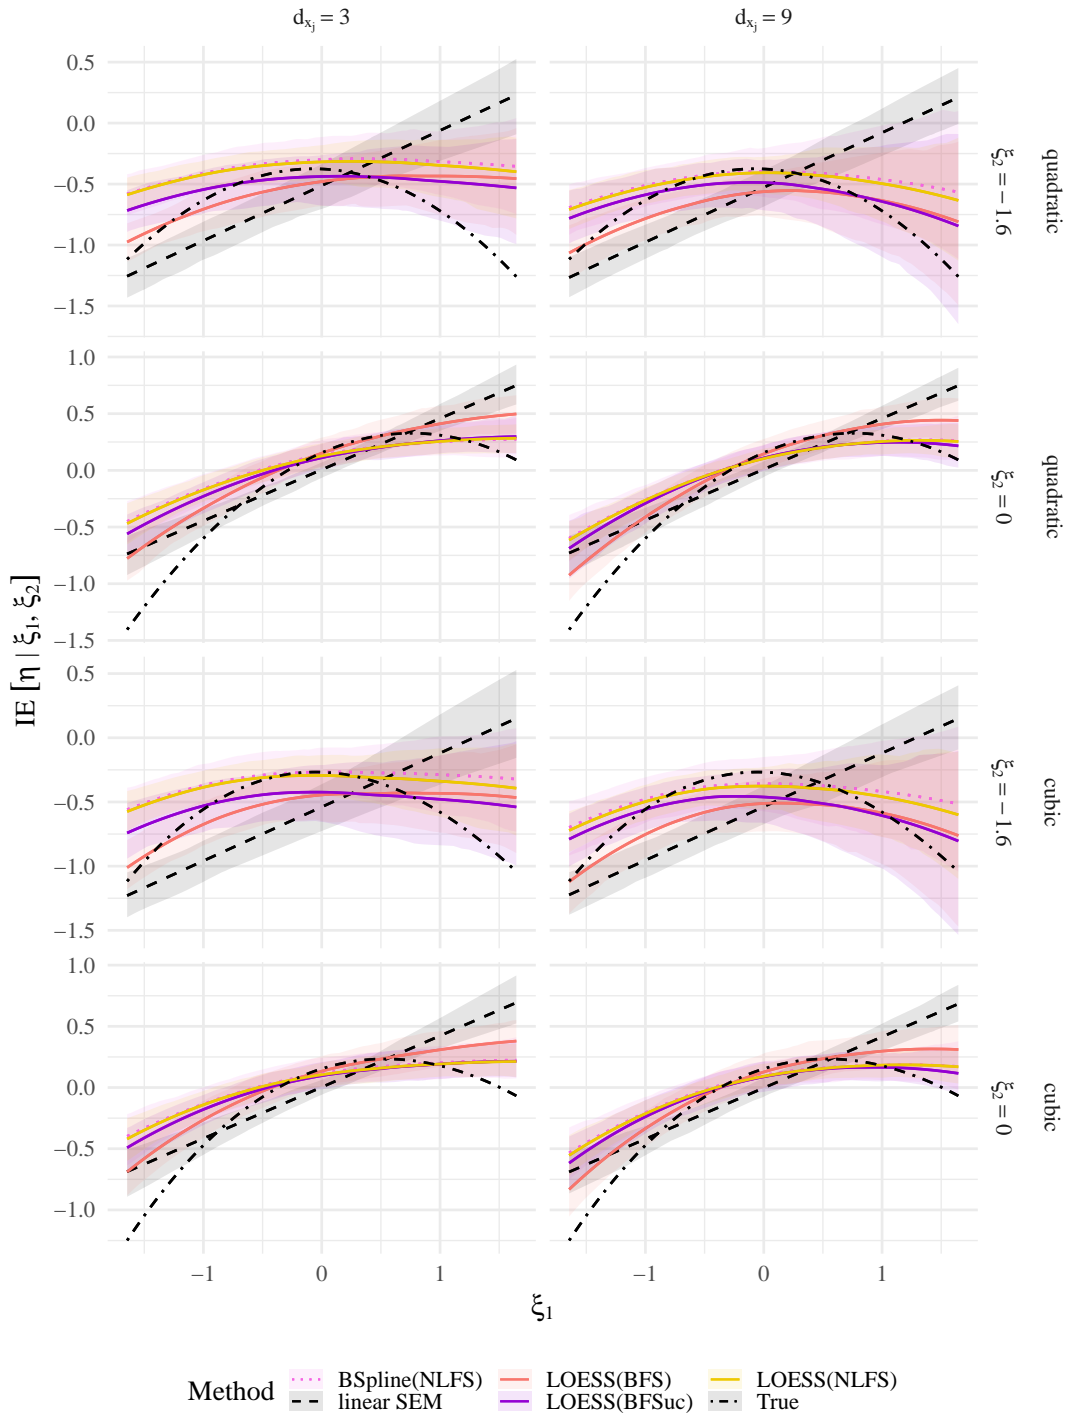 d_{x_j} = 3    d_{x_j} = 9
0.5
0.0
−0.5
−1.0
−1.5
quadratic
ξ₂ = −1.6
1.0
0.5
0.0
−0.5
−1.0
−1.5
quadratic
ξ₂ = 0
IE [η | ξ₁, ξ₂]
0.5
0.0
−0.5
−1.0
−1.5
cubic
ξ₂ = −1.6
1.0
0.5
0.0
−0.5
−1.0
cubic
ξ₂ = 0
−1 0 1 −1 0 1
ξ₁
Method
BSpline(NLFS) LOESS(BFS) LOESS(NLFS)
linear SEM LOESS(BFSuc) True